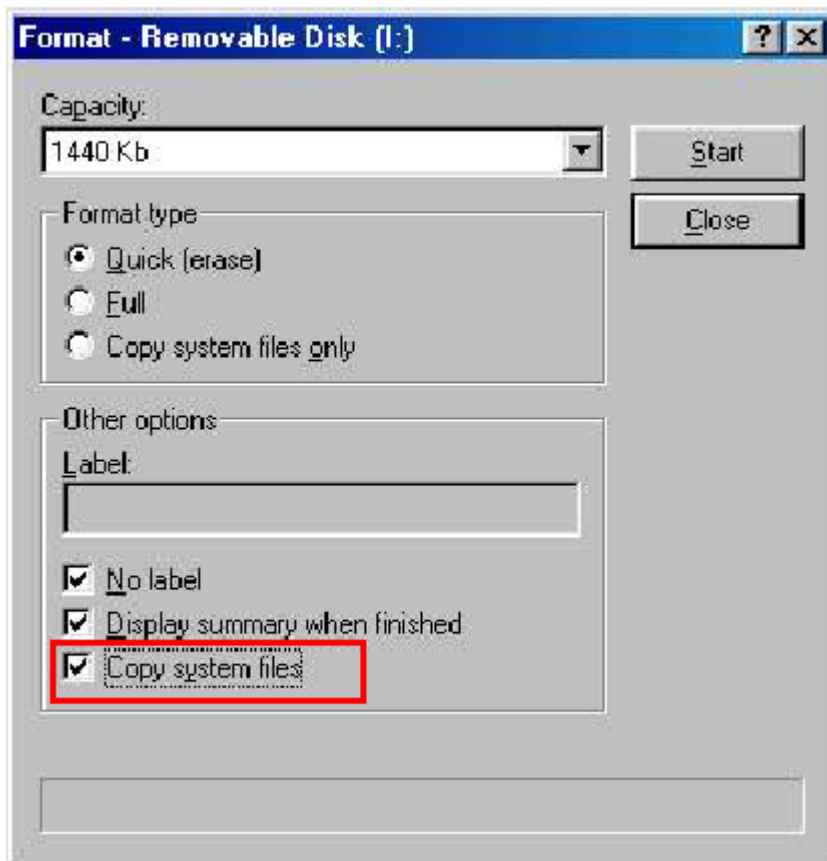 Format - Removable Disk (I:)
Capacity:
1440 Kb
Start
Format type
Close
Quick (erase)
Full
Copy system files only
Other options
Label:
No label
Display summary when finished
Copy system files